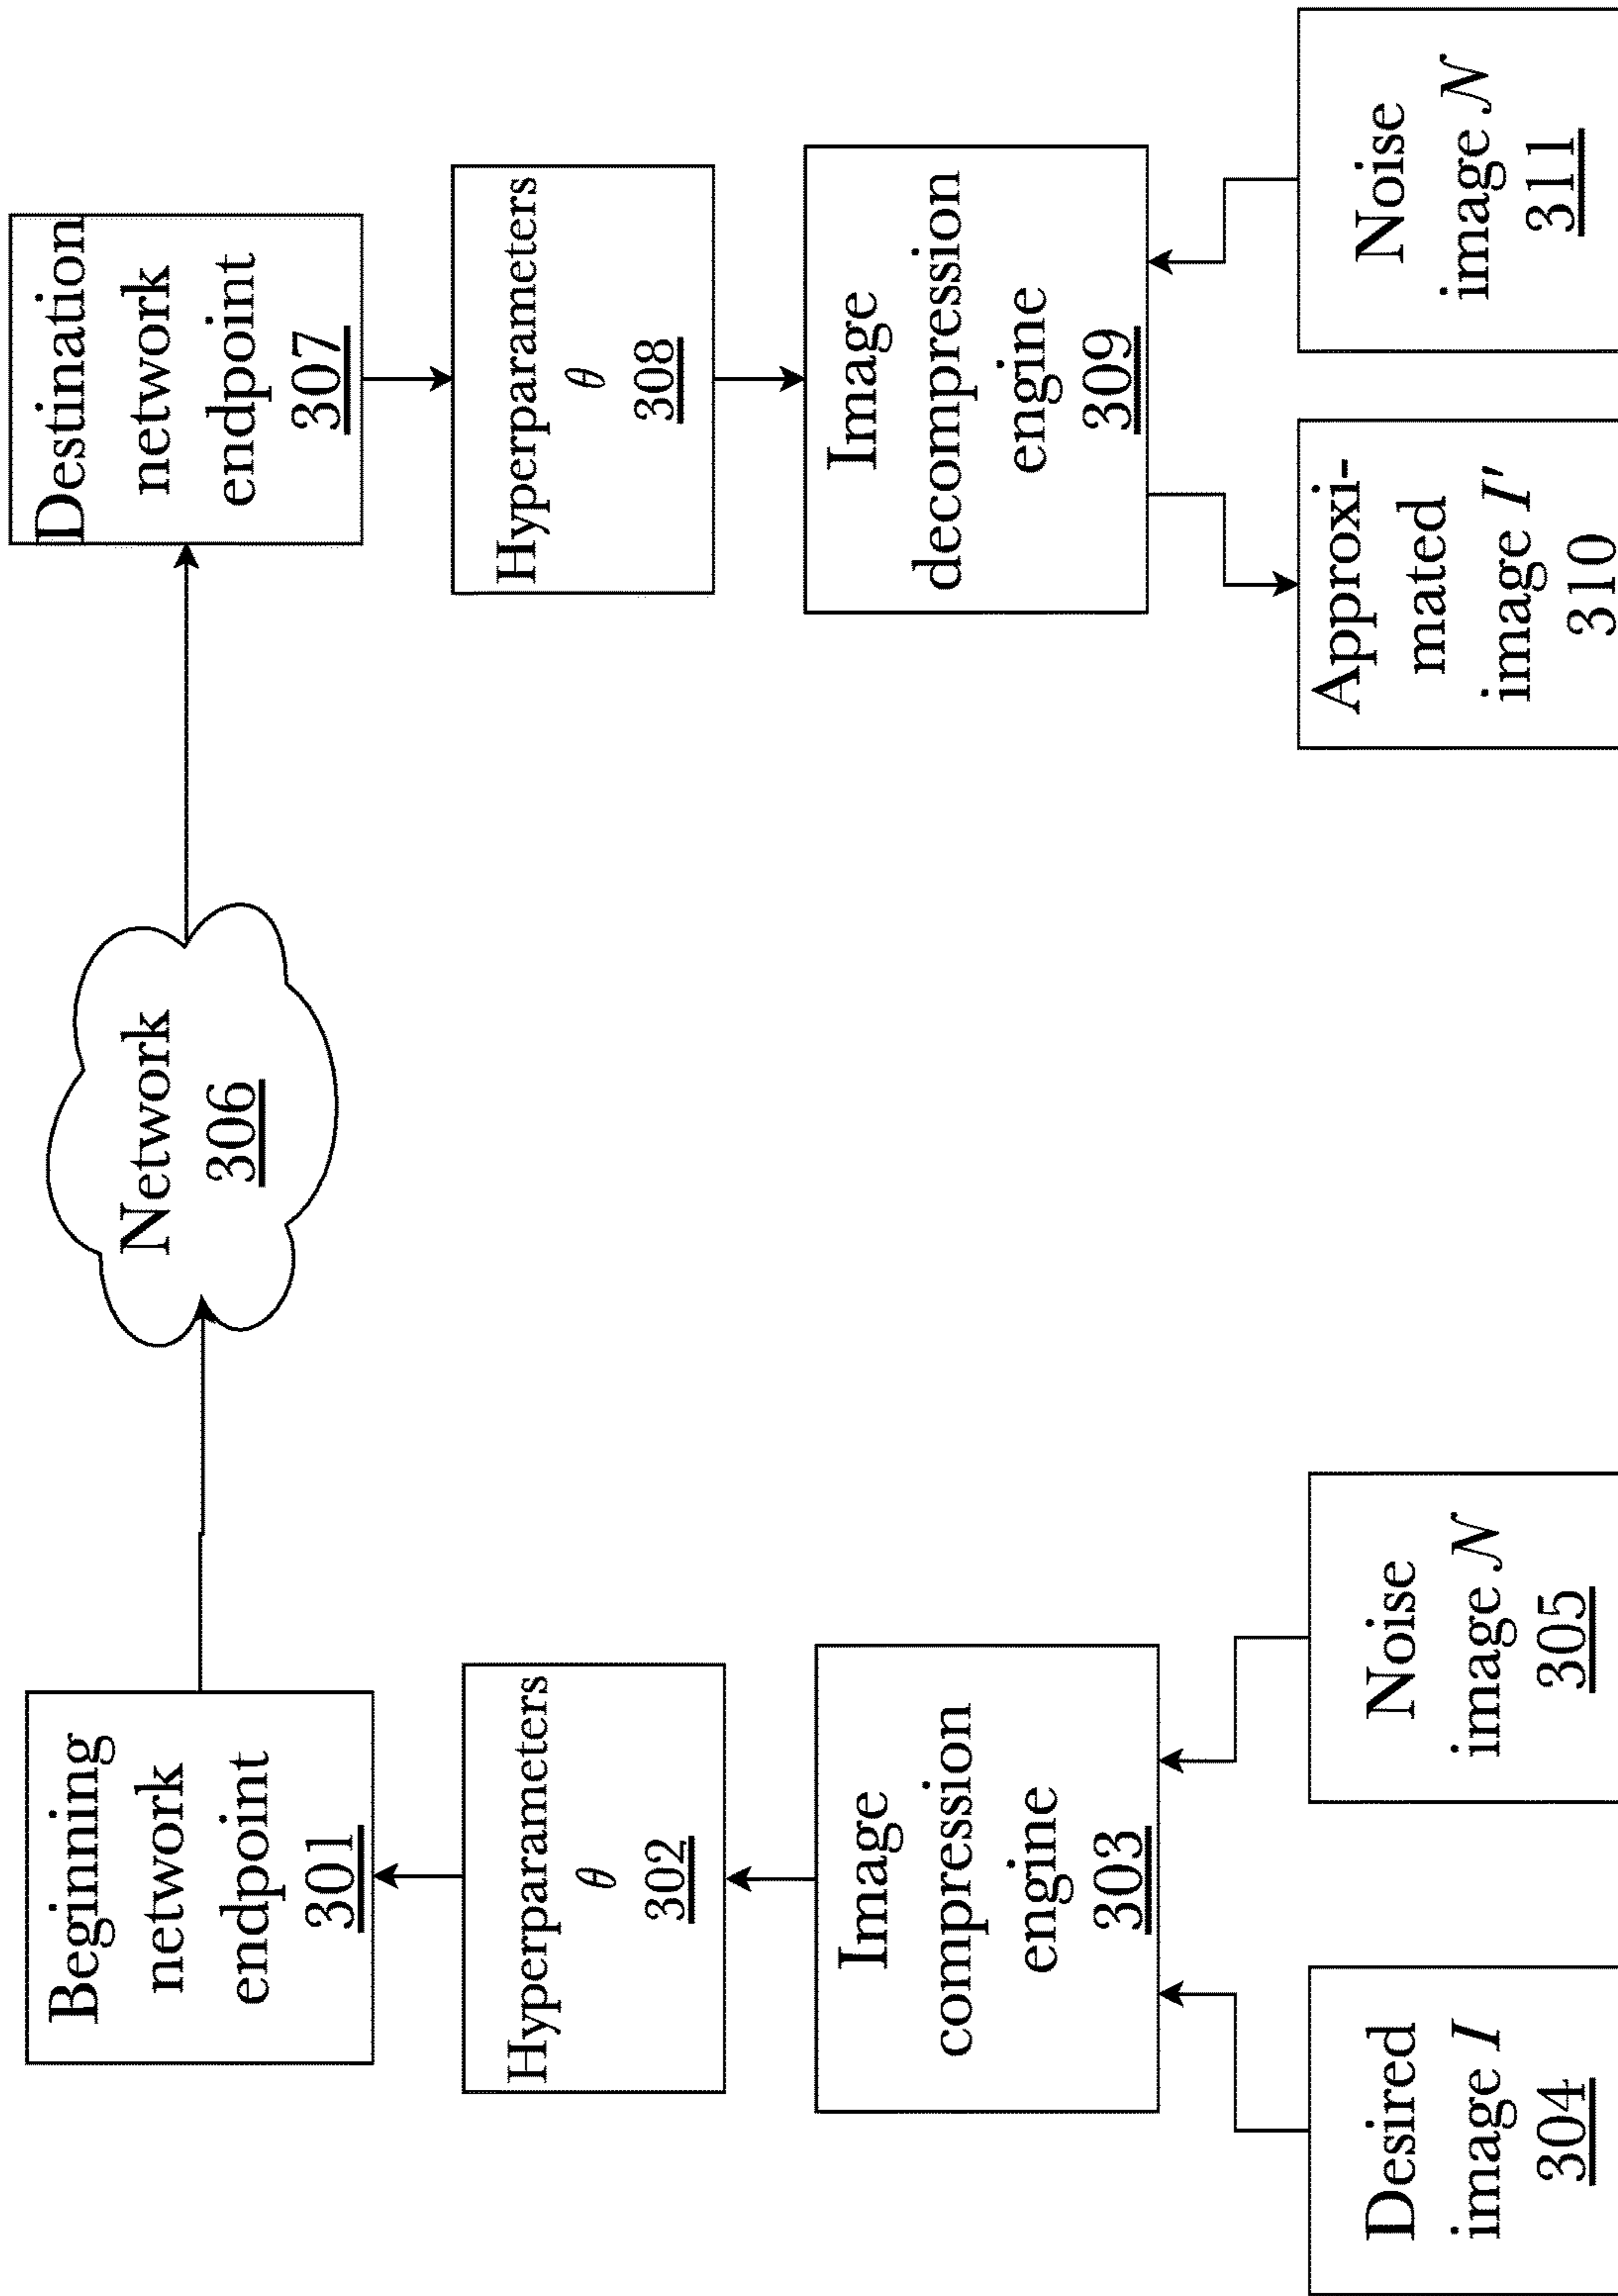 Beginning
network
endpoint
301
Network
306
Destination
network
endpoint
307
Hyperparameters
θ
302
Hyperparameters
θ
308
Image
compression
engine
303
Image
decompression
engine
309
Desired
image I
304
Noise
image 𝒩
305
Approxi-
mated
image I'
310
Noise
image 𝒩
311